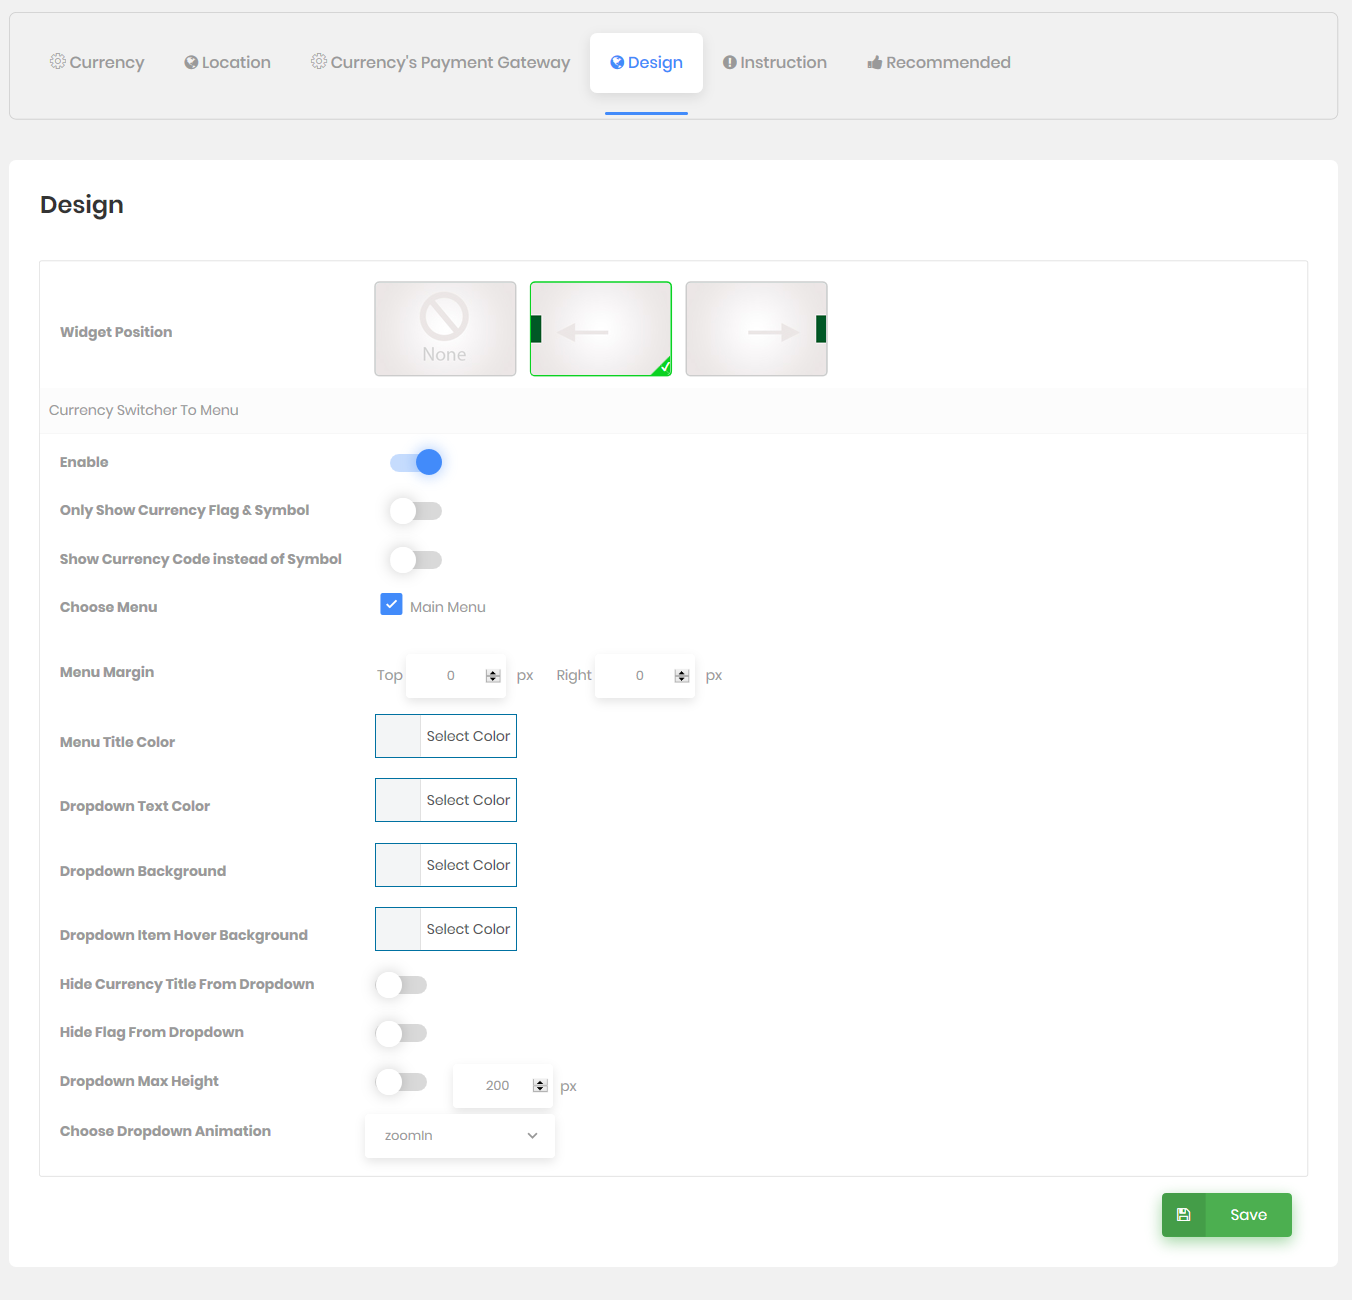 Currency Location Currency's Payment Gateway Design Instruction Recommended
Design
Widget Position
None
Currency Switcher To Menu
Enable
Only Show Currency Flag & Symbol
Show Currency Code instead of Symbol
Choose Menu Main Menu
Menu Margin Top 0 px Right 0 px
Menu Title Color Select Color
Dropdown Text Color Select Color
Dropdown Background Select Color
Dropdown Item Hover Background Select Color
Hide Currency Title From Dropdown
Hide Flag From Dropdown
Dropdown Max Height 200 px
Choose Dropdown Animation zoomIn
Save